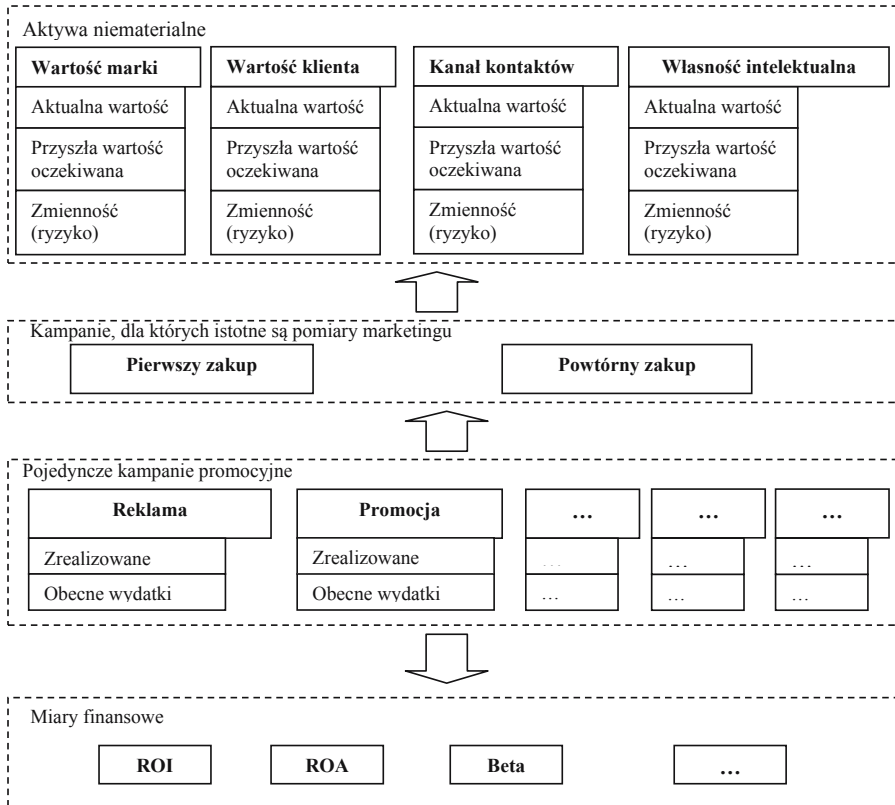 Aktywa niematerialne
Wartość marki
Wartość klienta
Kanał kontaktów
Własność intelektualna
Aktualna wartość
Aktualna wartość
Aktualna wartość
Aktualna wartość
Przyszła wartość
oczekiwana
Przyszła wartość
oczekiwana
Przyszła wartość
oczekiwana
Przyszła wartość
oczekiwana
Zmienność
(ryzyko)
Zmienność
(ryzyko)
Zmienność
(ryzyko)
Zmienność
(ryzyko)
Kampanie, dla których istotne są pomiary marketingu
Pierwszy zakup
Powtórny zakup
Pojedyncze kampanie promocyjne
Reklama
Promocja
…
…
…
Zrealizowane
Zrealizowane
…
…
…
Obecne wydatki
Obecne wydatki
…
…
…
Miary finansowe
ROI
ROA
Beta
…